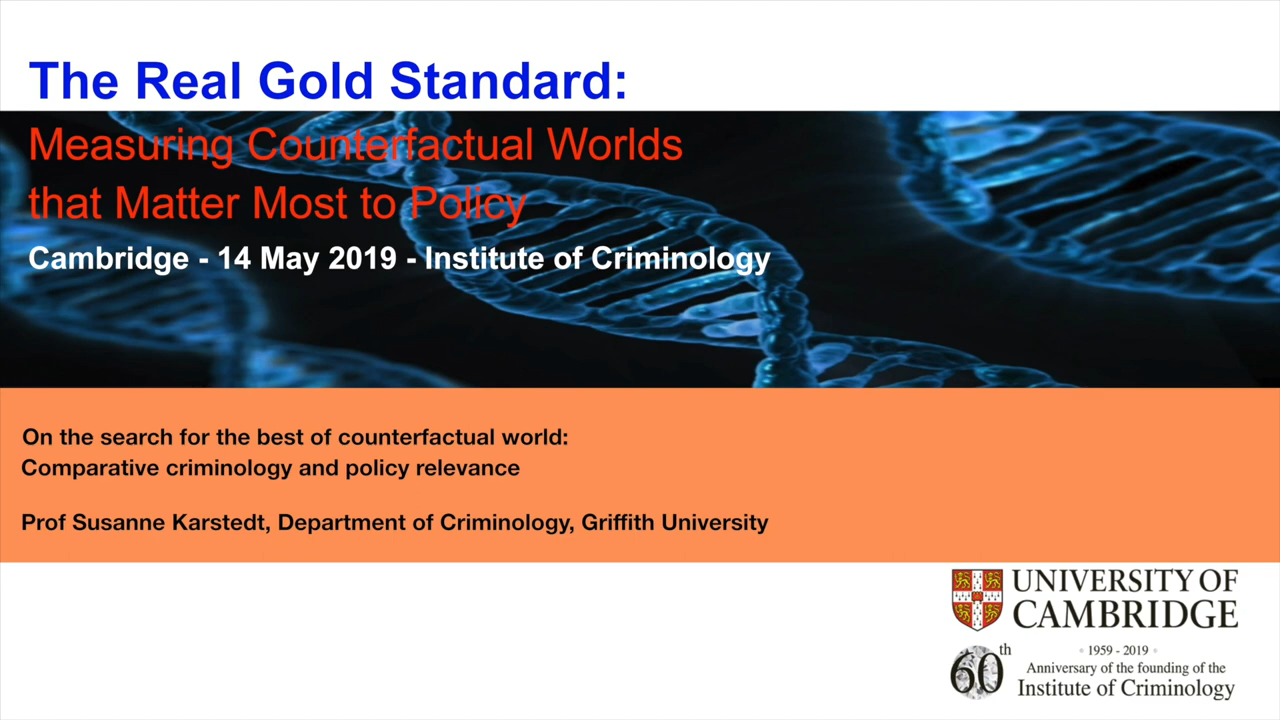 The Real Gold Standard:
Measuring Counterfactual Worlds
that Matter Most to Policy
Cambridge - 14 May 2019 - Institute of Criminology
On the search for the best of counterfactual world:
Comparative criminology and policy relevance
Prof Susanne Karstedt, Department of Criminology, Griffith University
UNIVERSITY OF
CAMBRIDGE
60th
• 1959 - 2019 •
Anniversary of the founding of the
Institute of Criminology